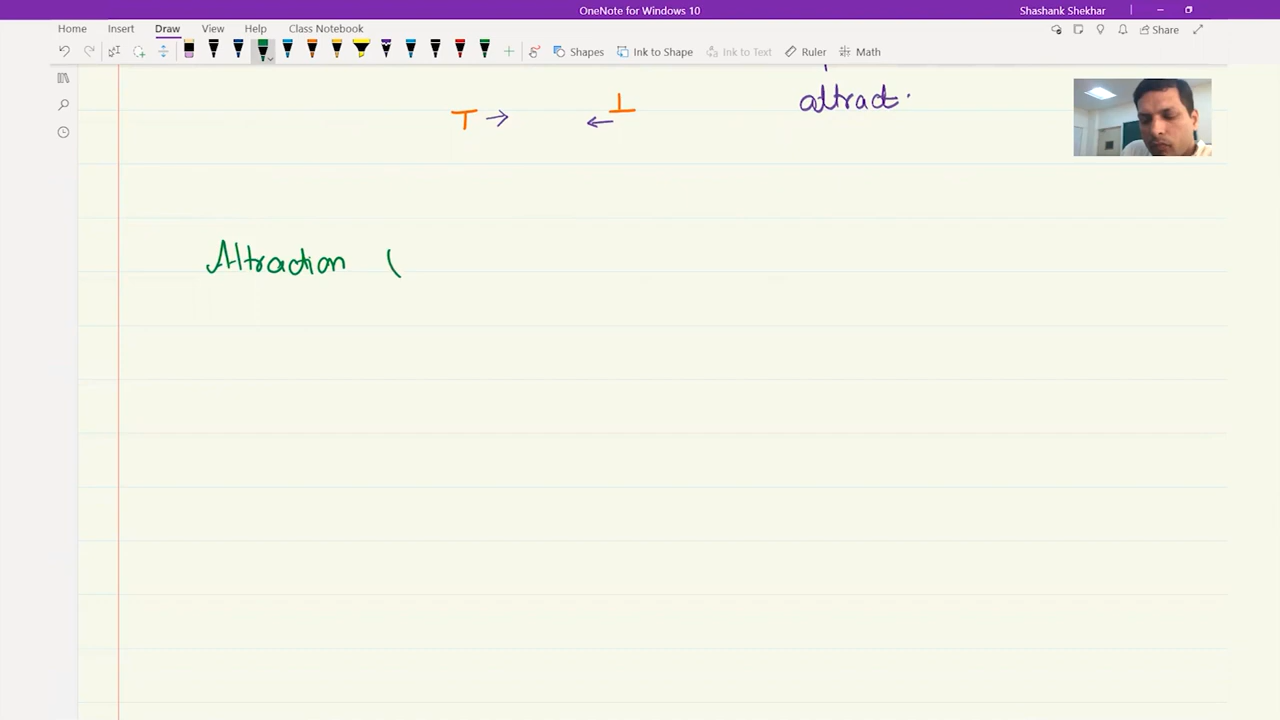 OneNote for Windows 10
Shashank Shekhar
Home Insert Draw View Help Class Notebook
Share
Shapes Ink to Shape Ink to Text Ruler Math
attract.
Attraction (